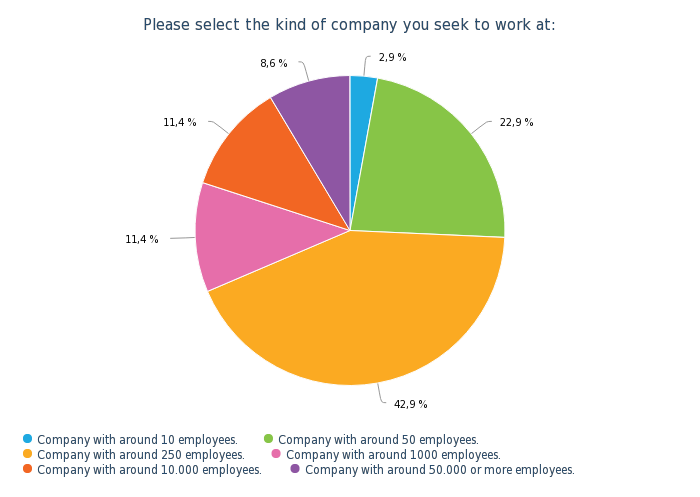 Please select the kind of company you seek to work at:
2,9 %
8,6 %
11,4 %
22,9 %
11,4 %
42,9 %
Company with around 10 employees. Company with around 50 employees.
Company with around 250 employees. Company with around 1000 employees.
Company with around 10.000 employees. Company with around 50.000 or more employees.